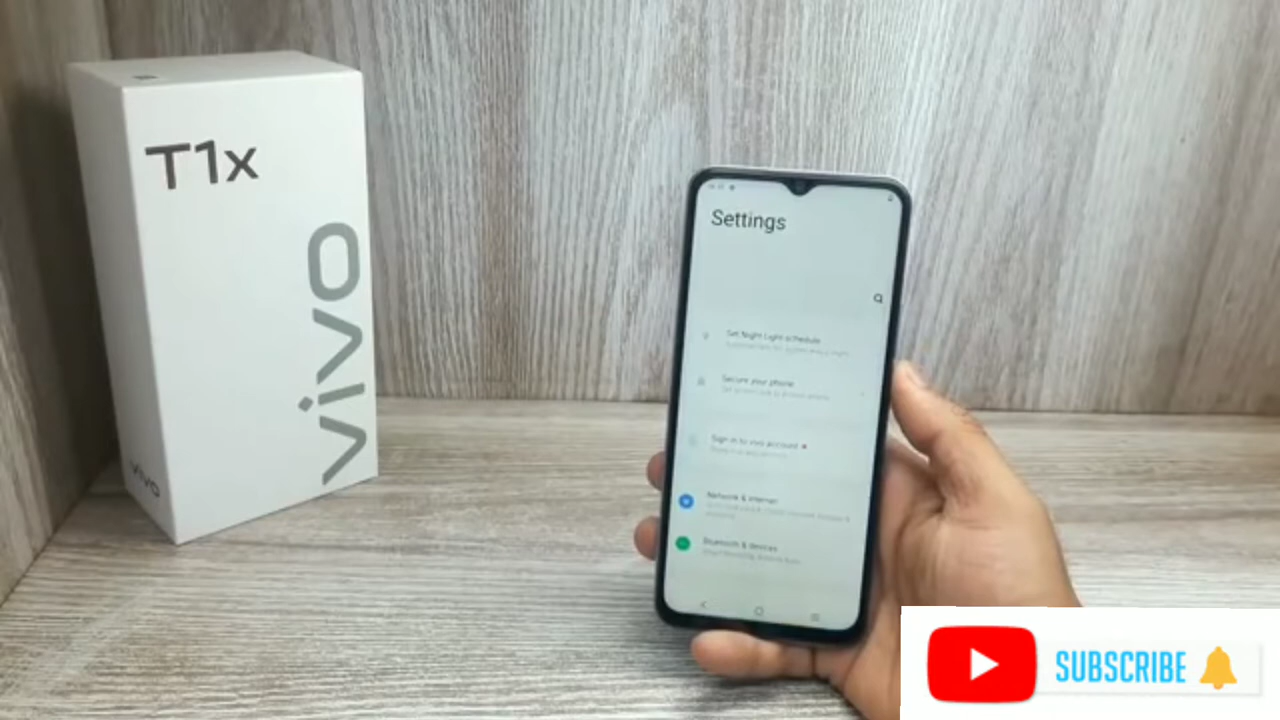 T1x
vivo
vivo
Settings
Set Night Light schedule
Secure your phone
Sign in to vivo account
Network & internet
Bluetooth & devices
SUBSCRIBE